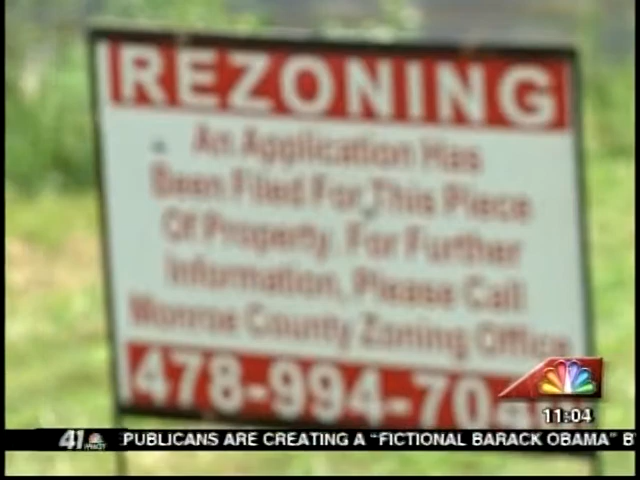 REZONING
An Application Has
Been Filed For This Piece
Of Property. For Further
Information, Please Call
Monroe County Zoning Office
478-994-704
11:04
41 PUBLICANS ARE CREATING A "FICTIONAL BARACK OBAMA" B